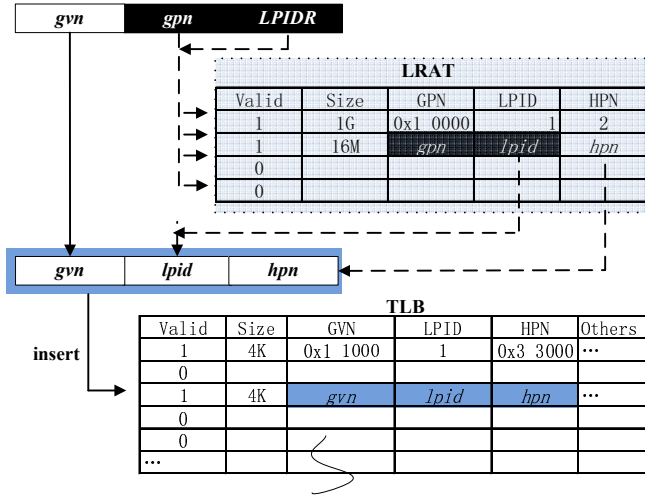 gvn gpn LPIDR
LRAT
Valid Size GPN LPID HPN
1 1G 0x1 0000 1 2
1 16M gpn lpid hpn
0
0
gvn lpid hpn
TLB
Valid Size GVN LPID HPN Others
insert
1 4K 0x1 1000 1 0x3 3000 ⋯
0
1 4K gvn lpid hpn ⋯
0
0
⋯